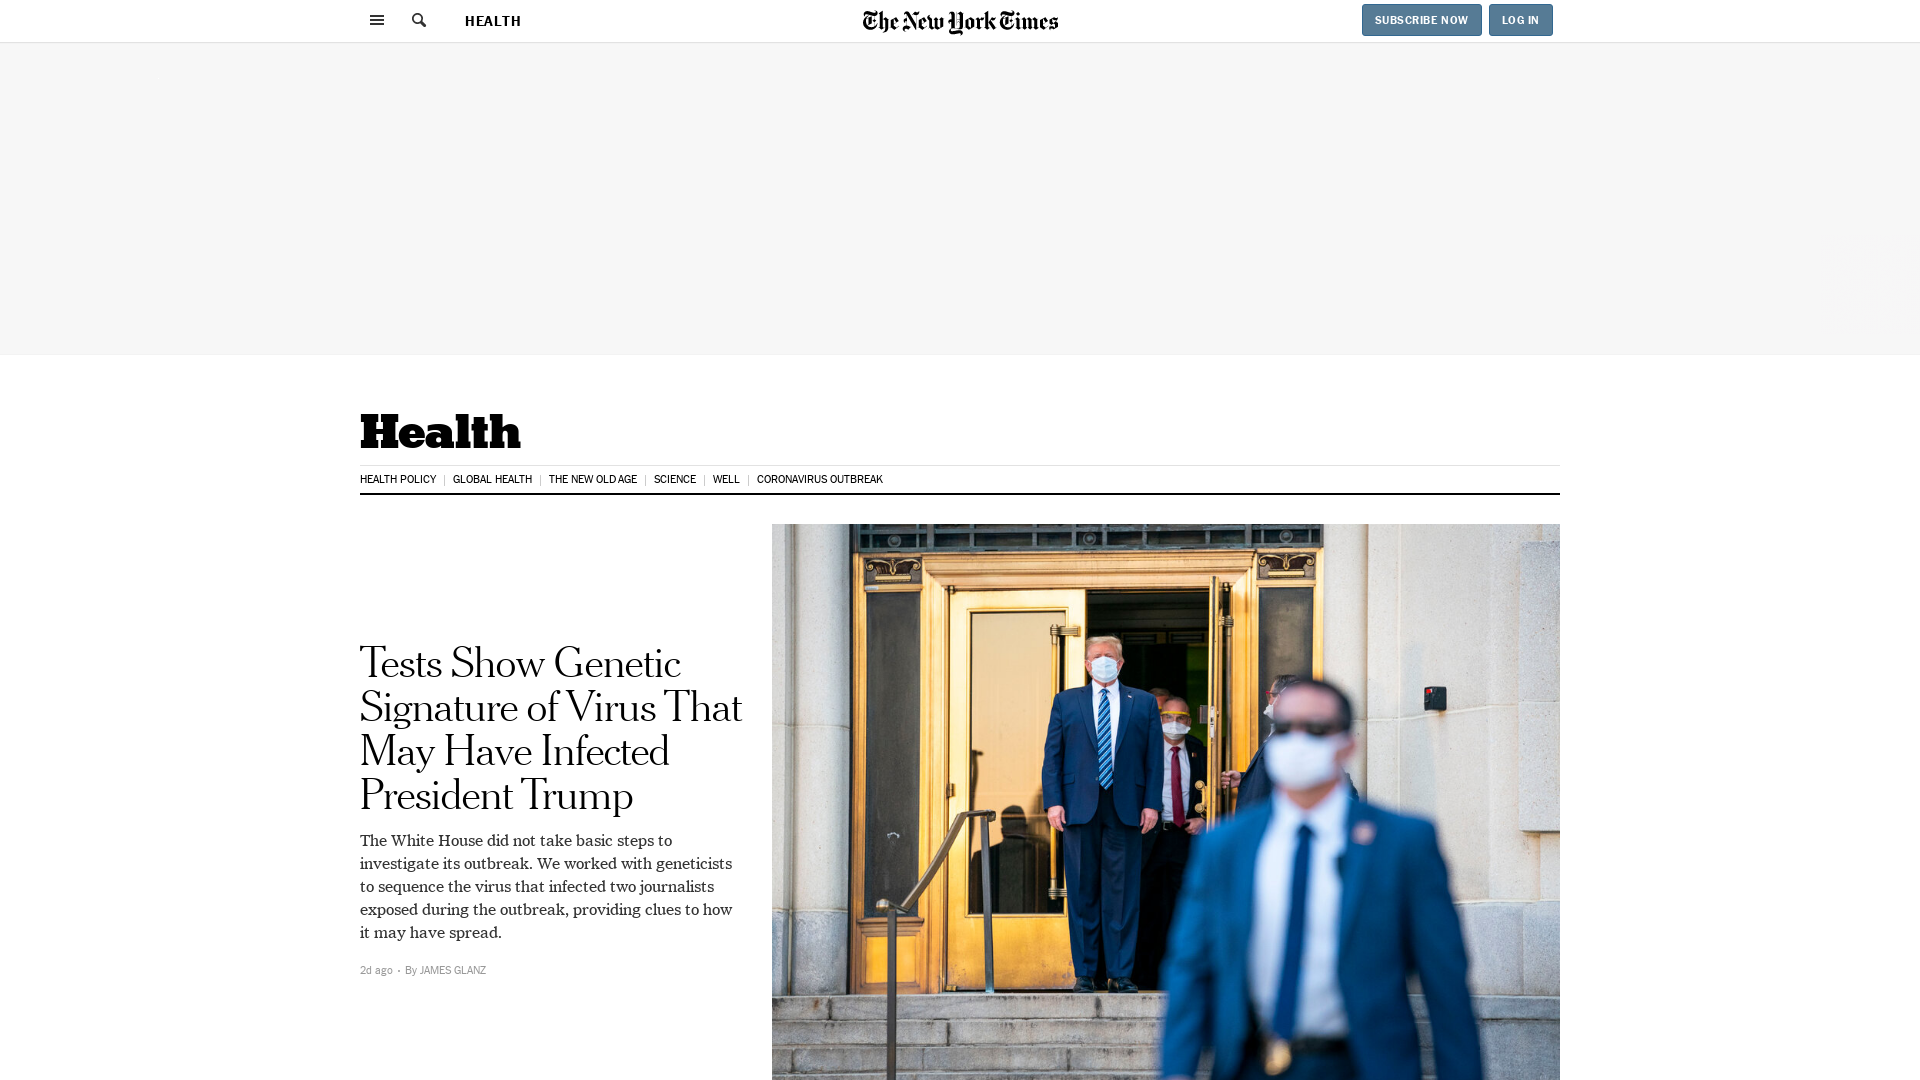 HEALTH
The New York Times
SUBSCRIBE NOW
LOG IN
Health
HEALTH POLICY
GLOBAL HEALTH
THE NEW OLD AGE
SCIENCE
WELL
CORONAVIRUS OUTBREAK
Tests Show Genetic
Signature of Virus That
May Have Infected
President Trump
The White House did not take basic steps to
investigate its outbreak. We worked with geneticists
to sequence the virus that infected two journalists
exposed during the outbreak, providing clues to how
it may have spread.
2d ago • By JAMES GLANZ